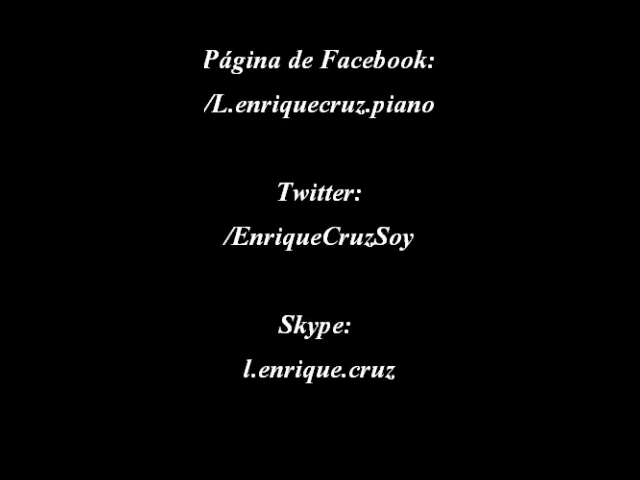 Página de Facebook:
/L.enriquecruz.piano
Twitter:
/EnriqueCruzSoy
Skype:
l.enrique.cruz